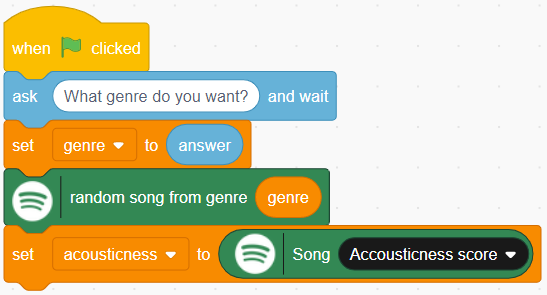 when clicked
ask What genre do you want? and wait
set genre to answer
random song from genre genre
set acousticness to Song Accousticness score